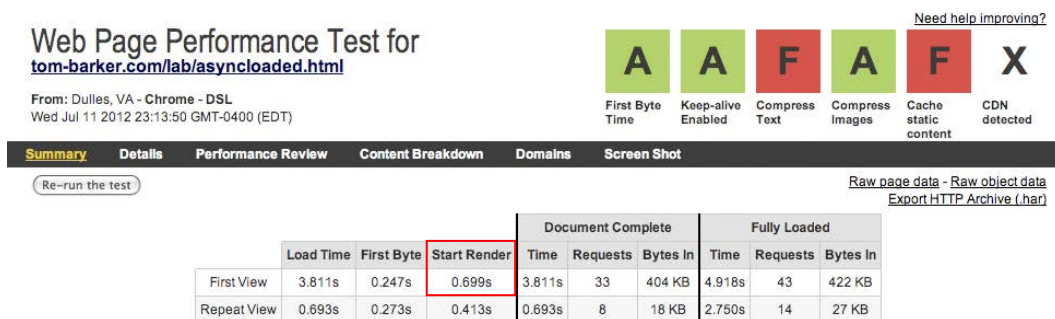 Need help improving?
Web Page Performance Test for
tom-barker.com/lab/asyncloaded.html
From: Dulles, VA - Chrome - DSL
Wed Jul 11 2012 23:13:50 GMT-0400 (EDT)
A A F A F X
First Byte Time Keep-alive Enabled Compress Text Compress Images Cache static content CDN detected
Summary Details Performance Review Content Breakdown Domains Screen Shot
Re-run the test
Raw page data - Raw object data
Export HTTP Archive (.har)
Document Complete Fully Loaded
Load Time First Byte Start Render Time Requests Bytes In Time Requests Bytes In
First View 3.811s 0.247s 0.699s 3.811s 33 404 KB 4.918s 43 422 KB
Repeat View 0.693s 0.273s 0.413s 0.693s 8 18 KB 2.750s 14 27 KB